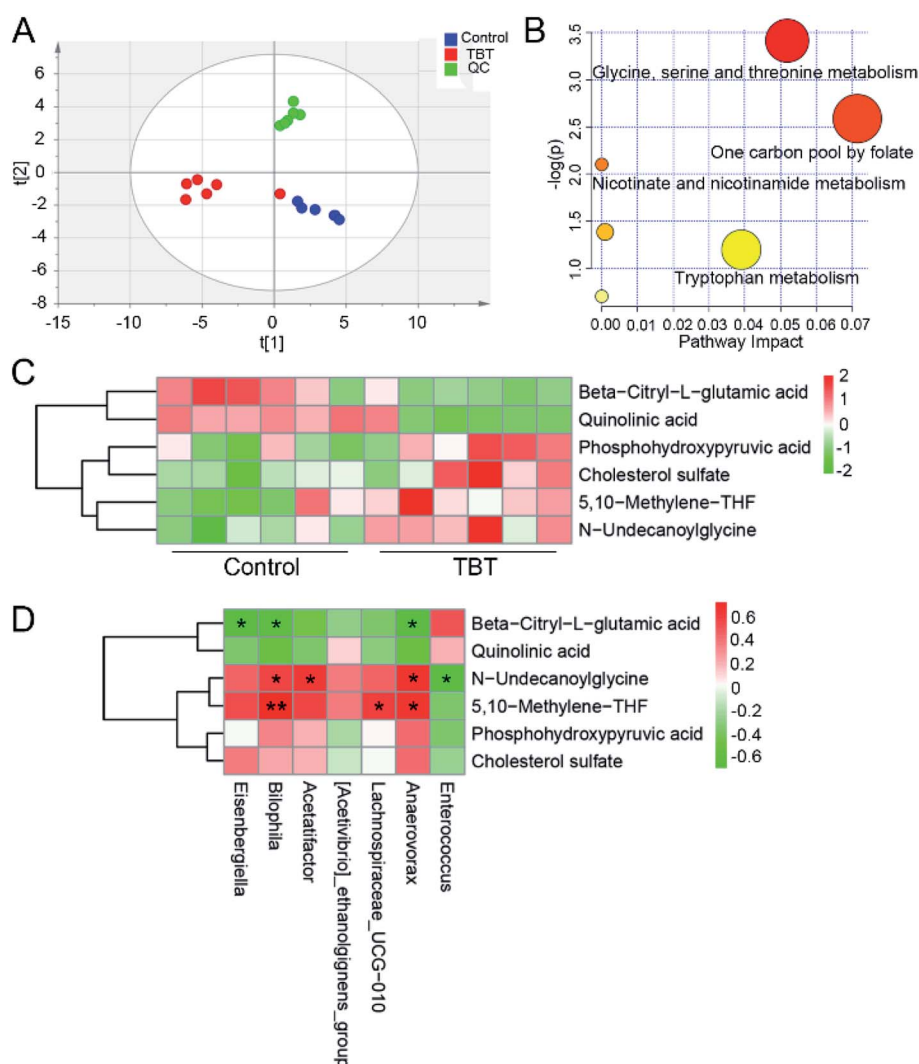 A
Control
TBT
QC
6
4
2
0
-2
-4
-6
-8
t[2]
-15
-10
-5
0
5
10
15
t[1]
B
3.5
3.0
2.5
2.0
1.5
1.0
-log(p)
Glycine, serine and threonine metabolism
One carbon pool by folate
Nicotinate and nicotinamide metabolism
Tryptophan metabolism
0.00 0.01 0.02 0.03 0.04 0.05 0.06 0.07
Pathway Impact
C
Beta-Citryl-L-glutamic acid
Quinolinic acid
Phosphohydroxypyruvic acid
Cholesterol sulfate
5,10-Methylene-THF
N-Undecanoylglycine
2
1
0
-1
-2
Control
TBT
D
* * *
* * * *
** * *
Beta-Citryl-L-glutamic acid
Quinolinic acid
N-Undecanoylglycine
5,10-Methylene-THF
Phosphohydroxypyruvic acid
Cholesterol sulfate
0.6
0.4
0.2
0
-0.2
-0.4
-0.6
Eisenbergiella
Bilophila
Acetatifactor
[Acetivibrio]_ethanolgignens_group
Lachnospiraceae_UCG-010
Anaerovorax
Enterococcus